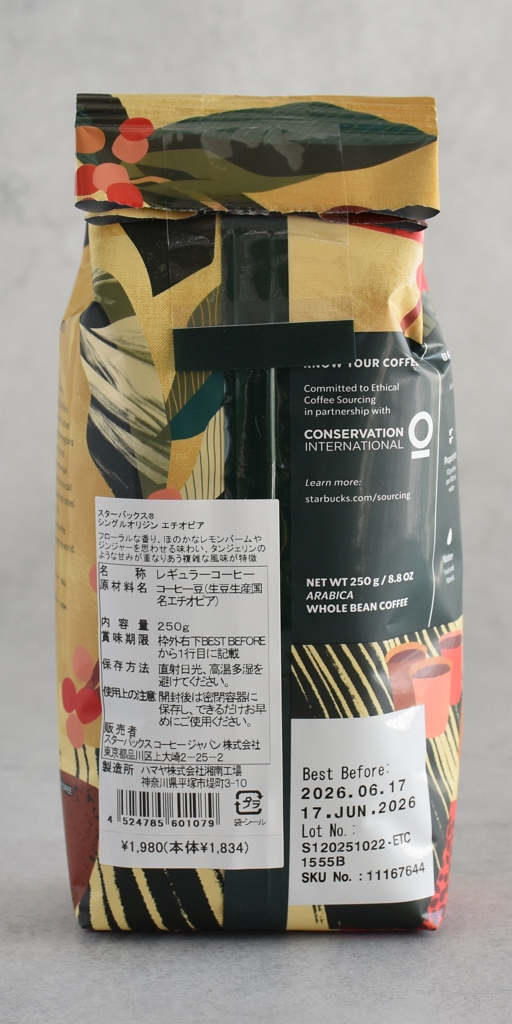 KNOW YOUR COFFEE
Committed to Ethical
Coffee Sourcing
in partnership with
CONSERVATION
INTERNATIONAL
Learn more:
starbucks.com/sourcing
Water
NET WT 250 g / 8.8 OZ
ARABICA
WHOLE BEAN COFFEE
スターバックス®
シングルオリジン エチオピア
フローラルな香り、ほのかなレモンバームや
ジンジャーを思わせる味わい、タンジェリンの
ような甘みが重なりあう複雑な風味が特徴
名 称 レギュラーコーヒー
原材料名 コーヒー豆(生豆生産国
名エチオピア)
内 容 量 250g
賞味期限 枠外右下BEST BEFORE
から1行目に記載
保存方法 直射日光、高温多湿を
避けてください。
使用上の注意 開封後は密閉容器に
保存し、できるだけお早
めにご使用ください。
販売者
スターバックスコーヒージャパン株式会社
東京都品川区上大崎2-25-2
製造所 ハマヤ株式会社湘南工場
神奈川県平塚市堤町3-10
4 524785 601079
プラ
袋・シール
¥1,980(本体¥1,834)
Best Before:
2026.06.17
17.JUN.2026
Lot No.:
S120251022-ETC
1555B
SKU No. : 11167644